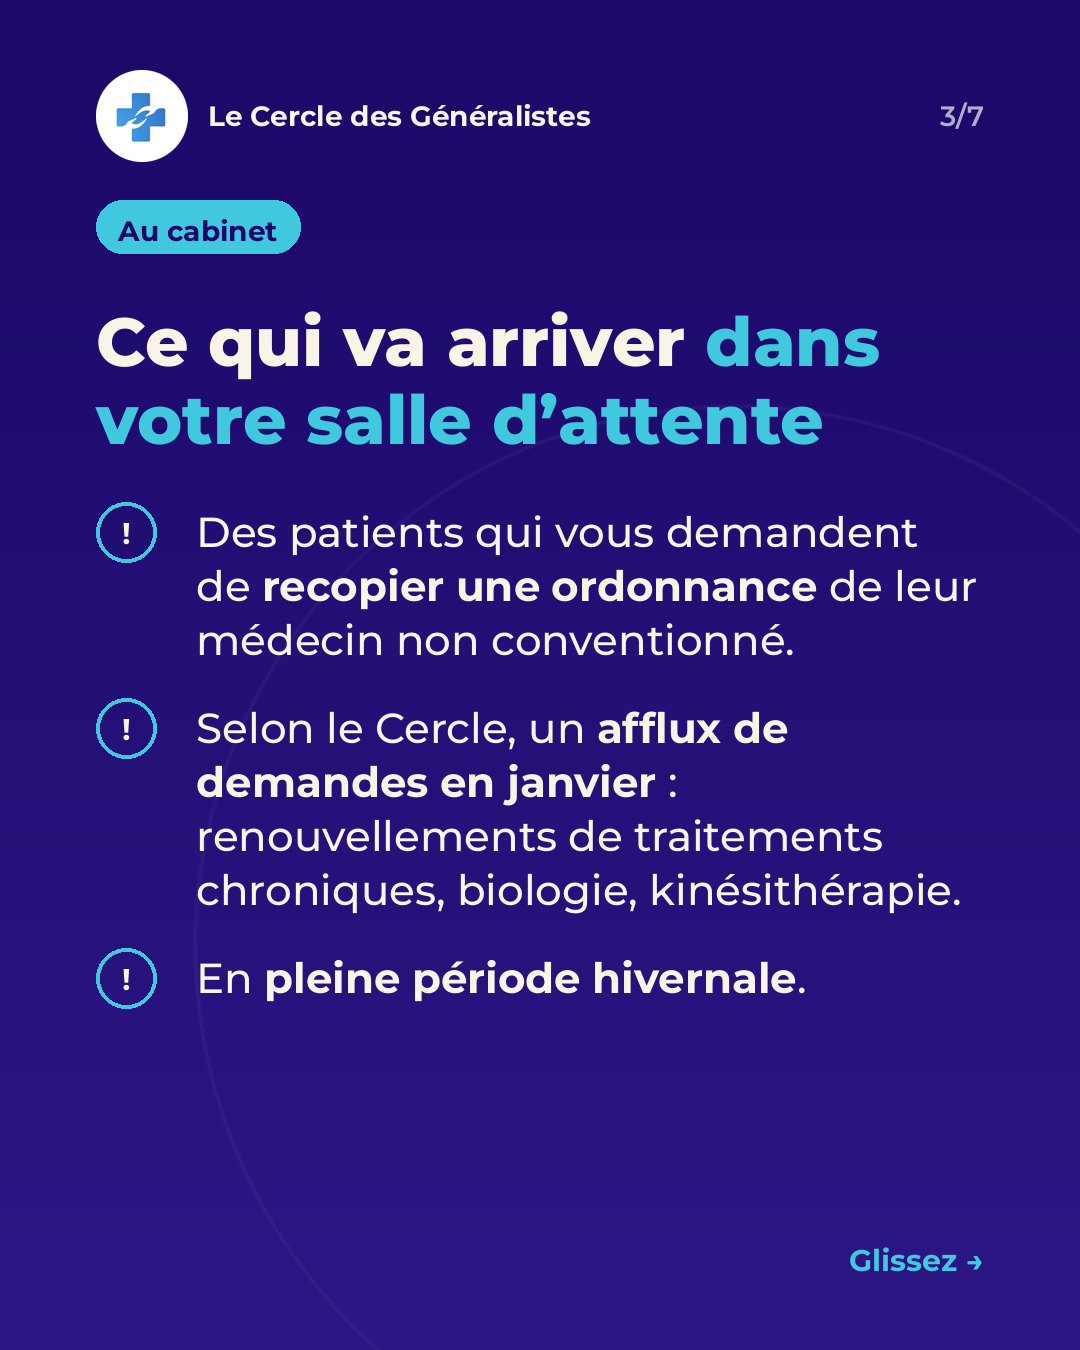 Le Cercle des Généralistes
3/7
Au cabinet
Ce qui va arriver dans
votre salle d’attente
! Des patients qui vous demandent
de recopier une ordonnance de leur
médecin non conventionné.
! Selon le Cercle, un afflux de
demandes en janvier :
renouvellements de traitements
chroniques, biologie, kinésithérapie.
! En pleine période hivernale.
Glissez →